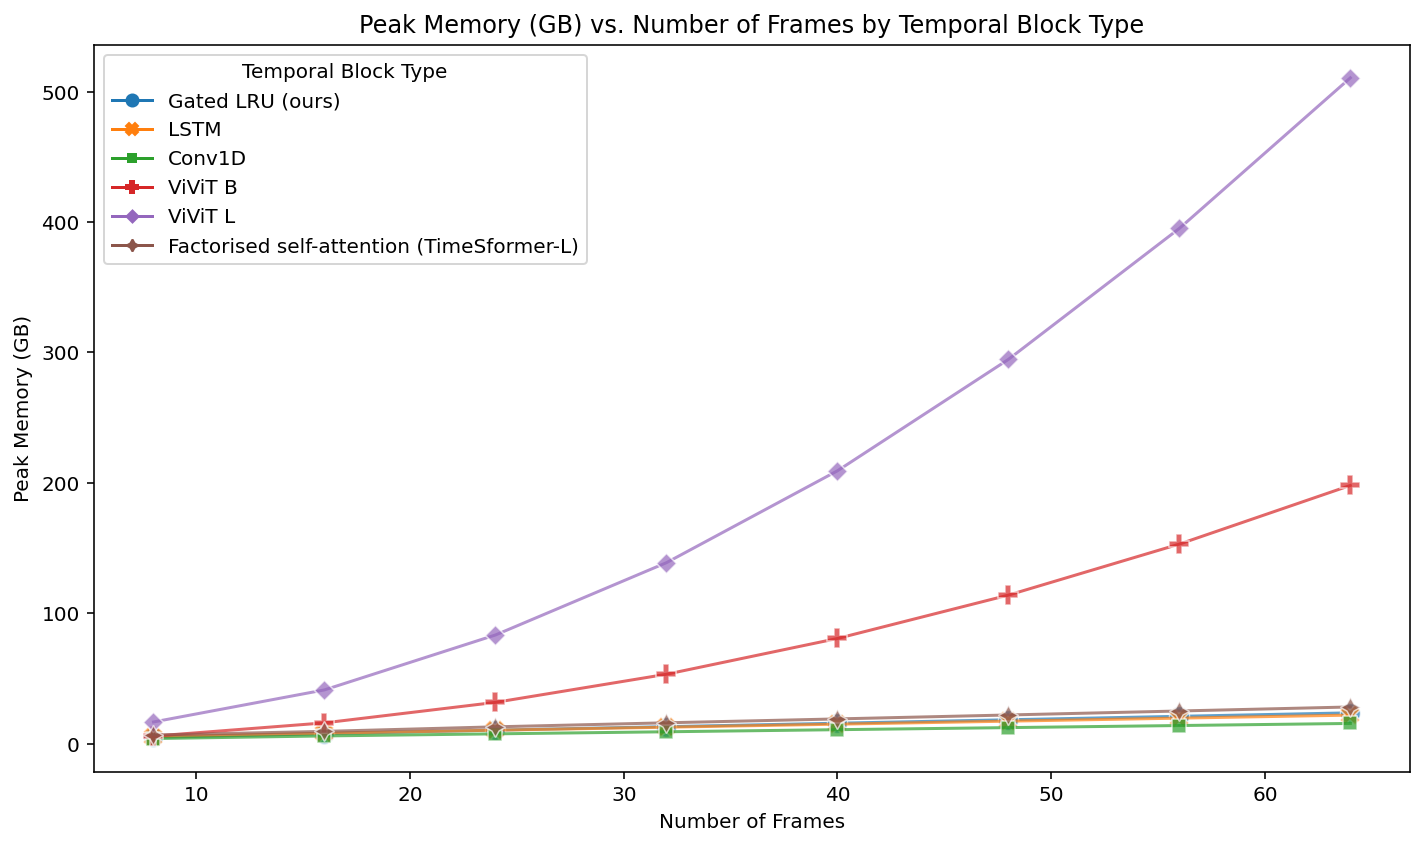 Peak Memory (GB) vs. Number of Frames by Temporal Block Type
Temporal Block Type
Gated LRU (ours)
LSTM
Conv1D
ViViT B
ViViT L
Factorised self-attention (TimeSformer-L)
Peak Memory (GB)
500
400
300
200
100
0
10 20 30 40 50 60
Number of Frames